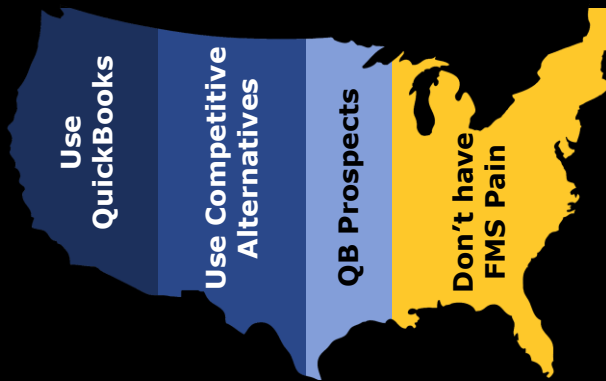 Use
QuickBooks
Use Competitive
Alternatives
QB Prospects
Don’t have
FMS Pain